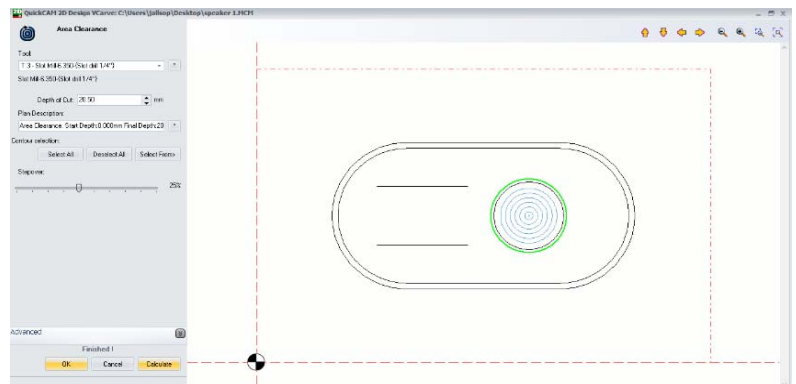 QuickCAM 2D Design VCarve: C:\Users\jallsop\Desktop\speaker 1.MCM
Area Clearance
Tool:
T:3 - Slot Mill-6.350-(Slot drill 1/4")
Slot Mill-6.350-(Slot drill 1/4")
Depth of Cut: 20.50 mm
Plan Description:
Area Clearance. Start Depth:0.000mm Final Depth:20
Contour selection:
Select All Deselect All Select From>
Stepover:
25%
Advanced
Finished !
OK Cancel Calculate